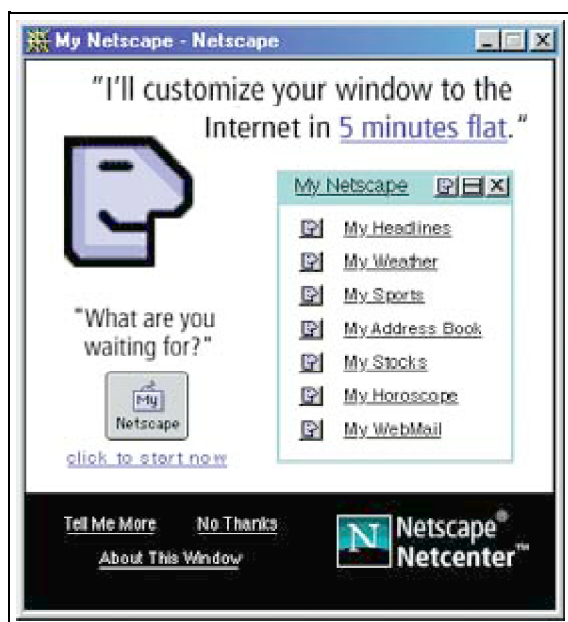 My Netscape - Netscape
"I'll customize your window to the
Internet in 5 minutes flat."
My Netscape
My Headlines
My Weather
My Sports
My Address Book
My Stocks
My Horoscope
My WebMail
"What are you
waiting for?"
My
Netscape
click to start now
Tell Me More No Thanks
About This Window
N Netscape®
Netcenter™